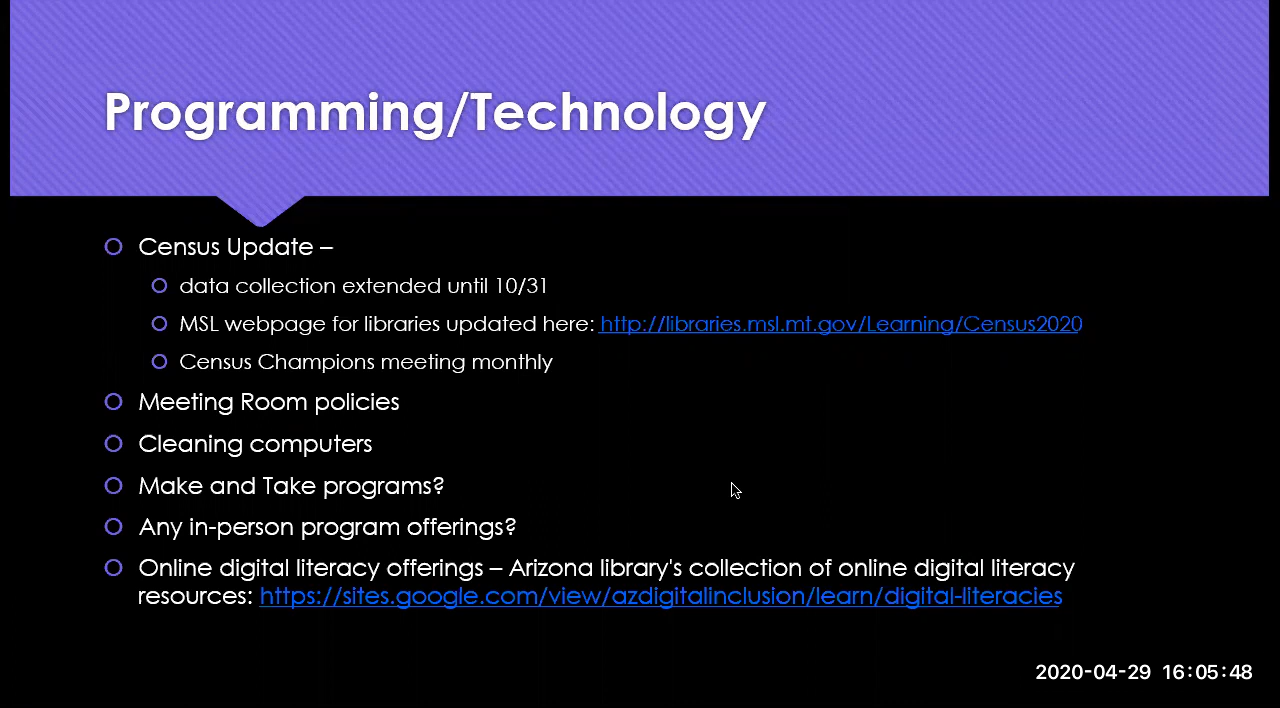 Programming/Technology
Census Update –
data collection extended until 10/31
MSL webpage for libraries updated here: http://libraries.msl.mt.gov/Learning/Census2020
Census Champions meeting monthly
Meeting Room policies
Cleaning computers
Make and Take programs?
Any in-person program offerings?
Online digital literacy offerings – Arizona library's collection of online digital literacy
resources: https://sites.google.com/view/azdigitalinclusion/learn/digital-literacies
2020-04-29 16:05:48